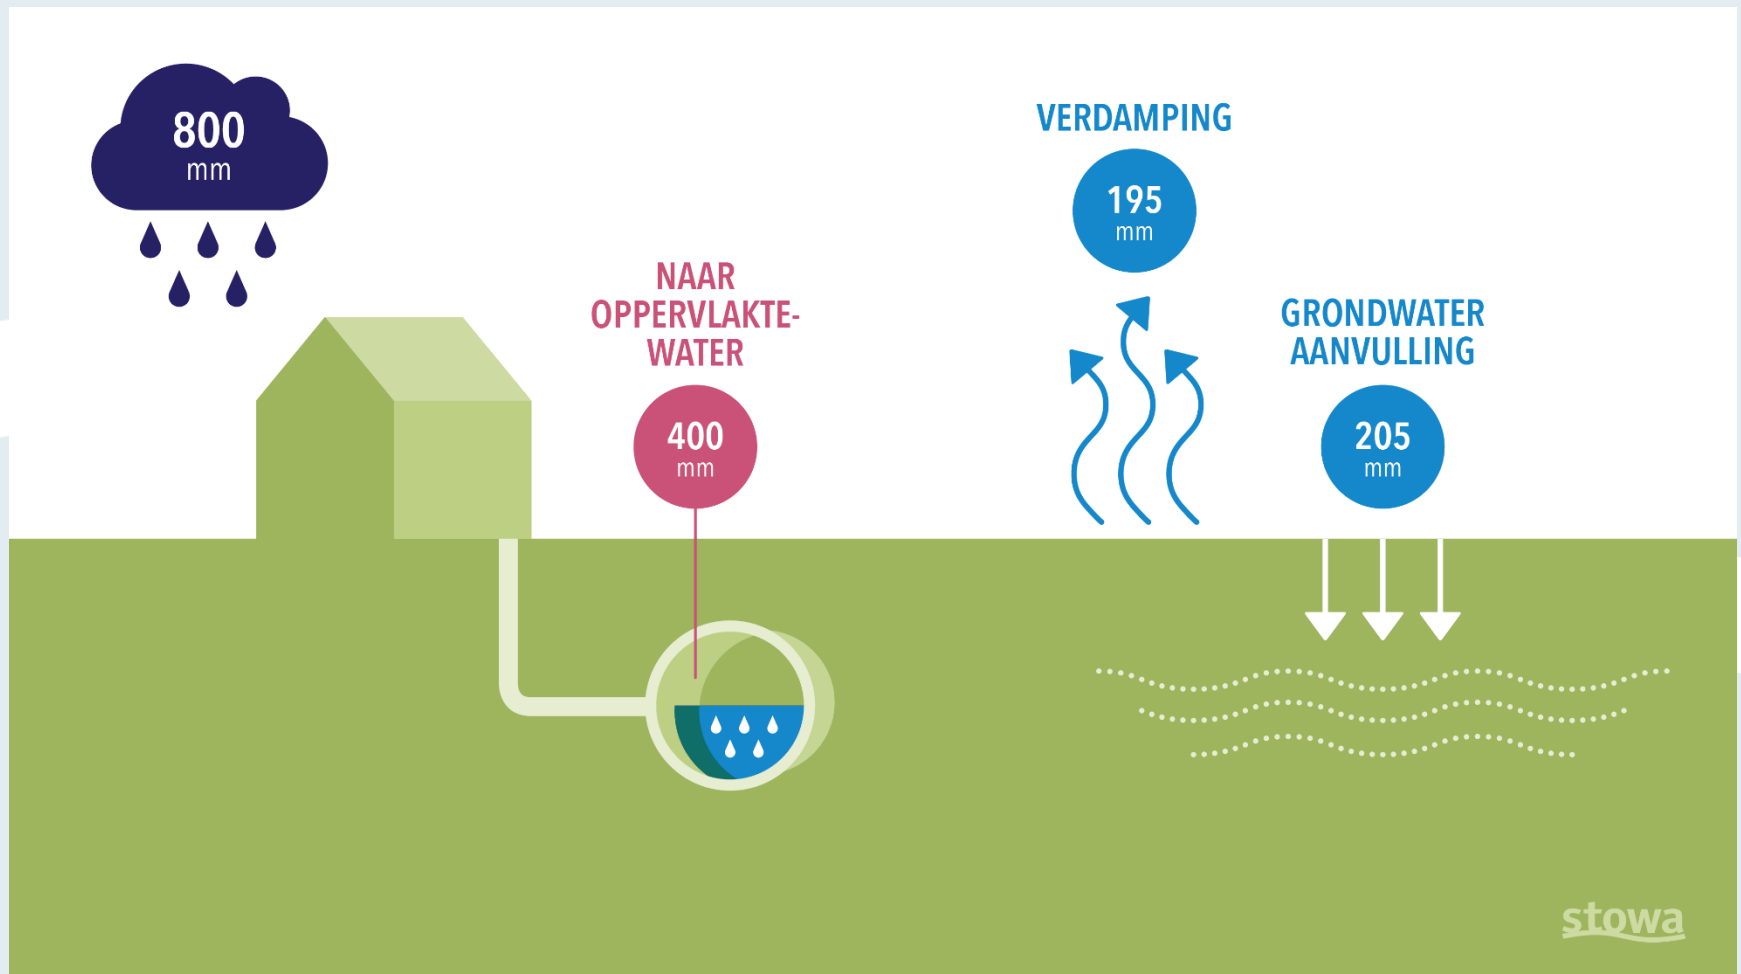 800
mm
NAAR
OPPERVLAKTE-
WATER
400
mm
VERDAMPING
195
mm
GRONDWATER
AANVULLING
205
mm
stowa